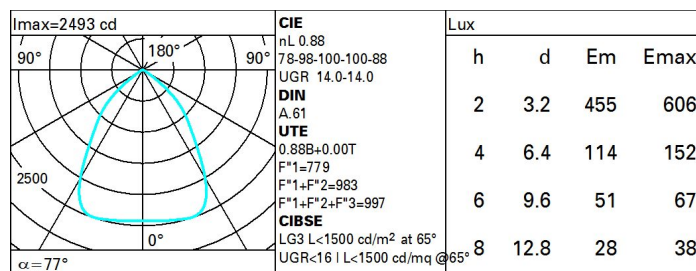 Imax=2493 cd
90°
180°
90°
2500
0°
α=77°
CIE
nL 0.88
78-98-100-100-88
UGR 14.0-14.0
DIN
A.61
UTE
0.88B+0.00T
F"1=779
F"1+F"2=983
F"1+F"2+F"3=997
CIBSE
LG3 L<1500 cd/m² at 65°
UGR<16 | L<1500 cd/mq @65°
Lux
h d Em Emax
2 3.2 455 606
4 6.4 114 152
6 9.6 51 67
8 12.8 28 38